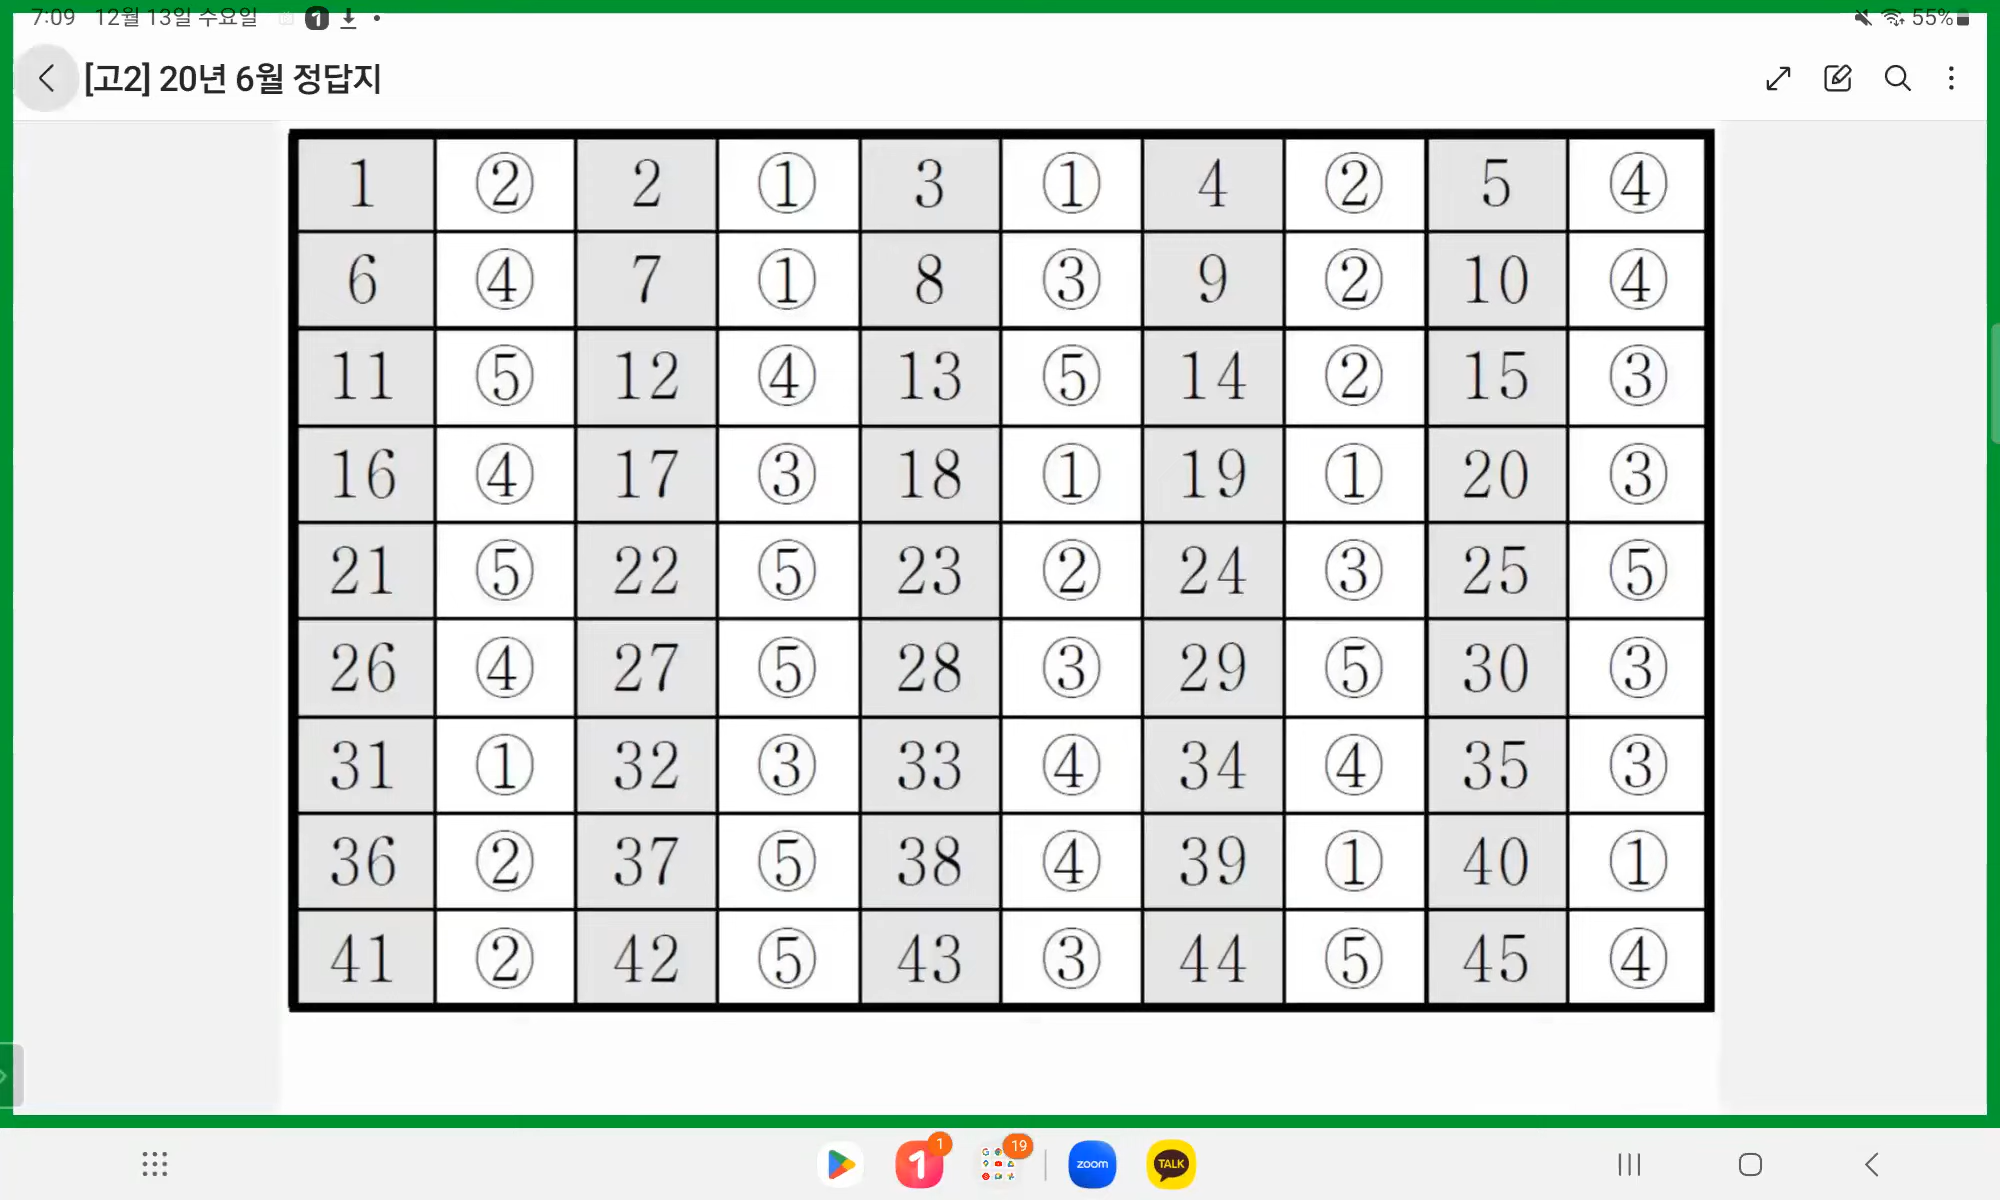 7:09 12월 13일 수요일 1
55%
[고2] 20년 6월 정답지
1 ② 2 ① 3 ① 4 ② 5 ④
6 ④ 7 ① 8 ③ 9 ② 10 ④
11 ⑤ 12 ④ 13 ⑤ 14 ② 15 ③
16 ④ 17 ③ 18 ① 19 ① 20 ③
21 ⑤ 22 ⑤ 23 ② 24 ③ 25 ⑤
26 ④ 27 ⑤ 28 ③ 29 ⑤ 30 ③
31 ① 32 ③ 33 ④ 34 ④ 35 ③
36 ② 37 ⑤ 38 ④ 39 ① 40 ①
41 ② 42 ⑤ 43 ③ 44 ⑤ 45 ④
1 1 19 zoom TALK